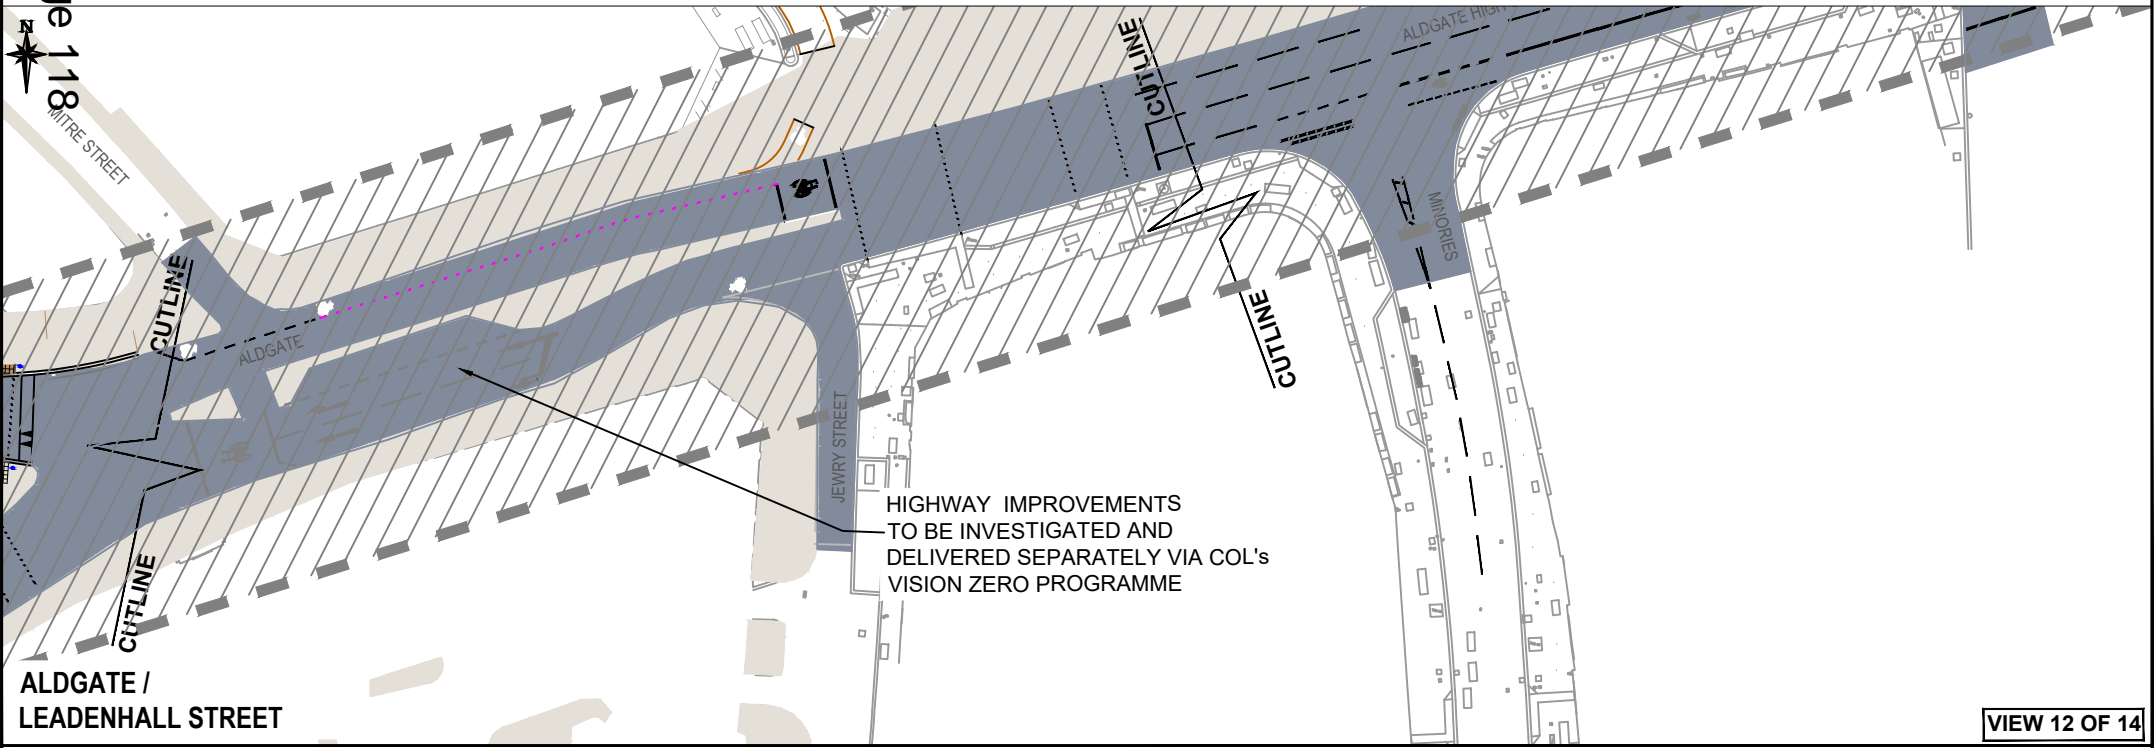 ge 118
N
MITRE STREET
CUTLINE
ALDGATE
CUTLINE
CUTLINE
ALDGATE HIGH
MINORIES
CUTLINE
JEWRY STREET
HIGHWAY IMPROVEMENTS
TO BE INVESTIGATED AND
DELIVERED SEPARATELY VIA COL's
VISION ZERO PROGRAMME
ALDGATE /
LEADENHALL STREET
VIEW 12 OF 14